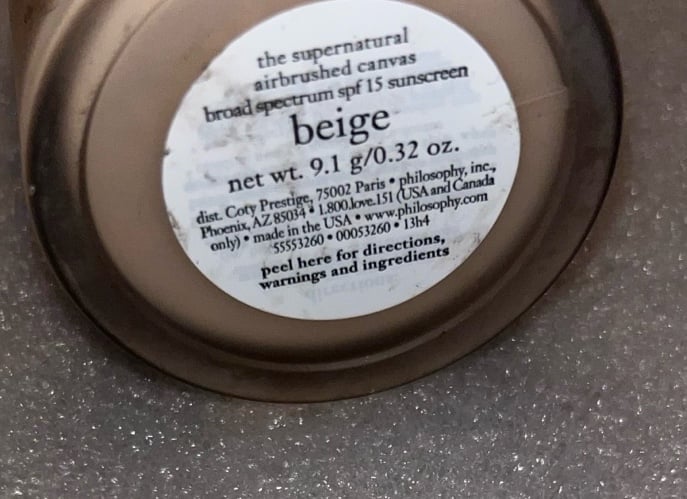 the supernatural
airbrushed canvas
broad spectrum spf 15 sunscreen
beige
net wt. 9.1 g/0.32 oz.
dist. Coty Prestige, 75002 Paris • philosophy, inc.,
Phoenix, AZ 85034 • 1.800.love.151 (USA and Canada
only) • made in the USA • www.philosophy.com
55553260 • 00053260 • 13h4
peel here for directions,
warnings and ingredients